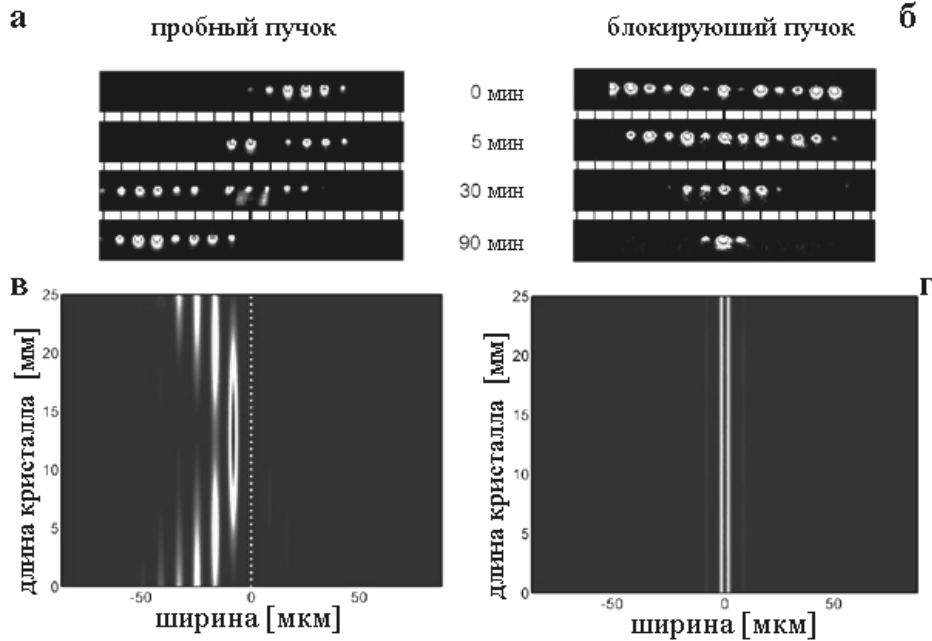 а
пробный пучок
блокируюший пучок
б
0 мин
5 мин
30 мин
90 мин
в
г
25
20
15
10
5
0
длина кристалла [мм]
-50
0
50
ширина [мкм]
25
20
15
10
5
0
длина кристалла [мм]
-50
0
50
ширина [мкм]